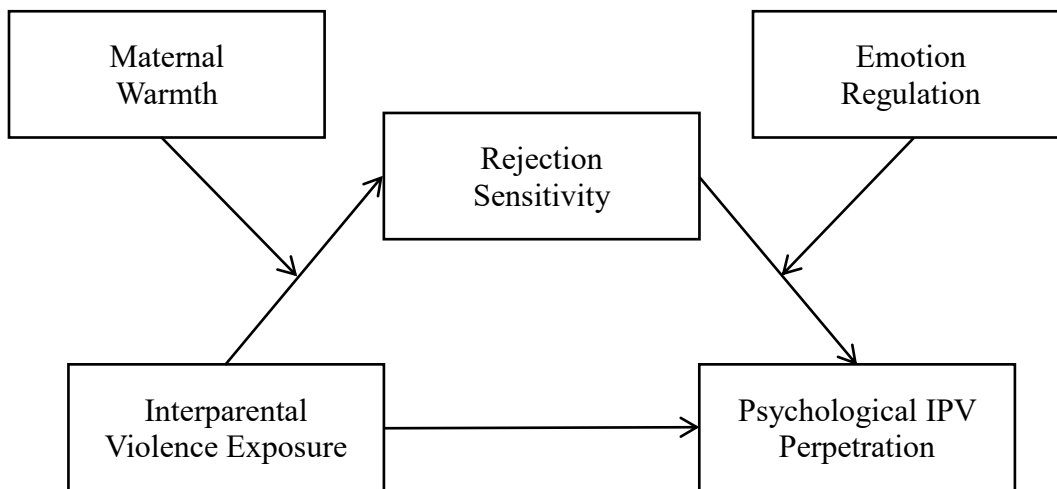 Maternal
Warmth
Emotion
Regulation
Rejection
Sensitivity
Interparental
Violence Exposure
Psychological IPV
Perpetration